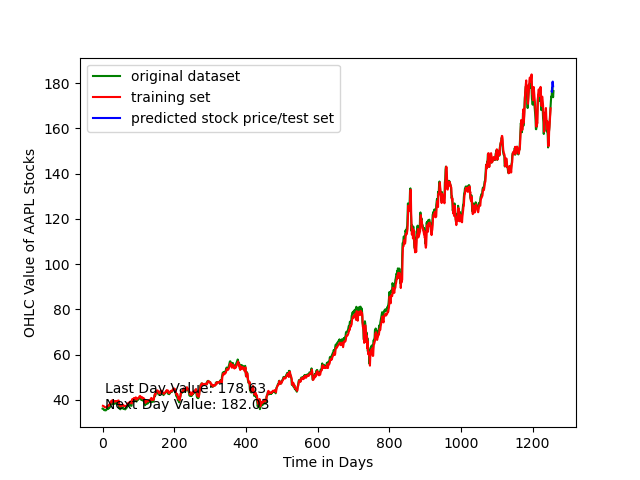 original dataset
training set
predicted stock price/test set
OHLC Value of AAPL Stocks
180
160
140
120
100
80
60
40
Last Day Value: 178.63
Next Day Value: 182.03
0 200 400 600 800 1000 1200
Time in Days